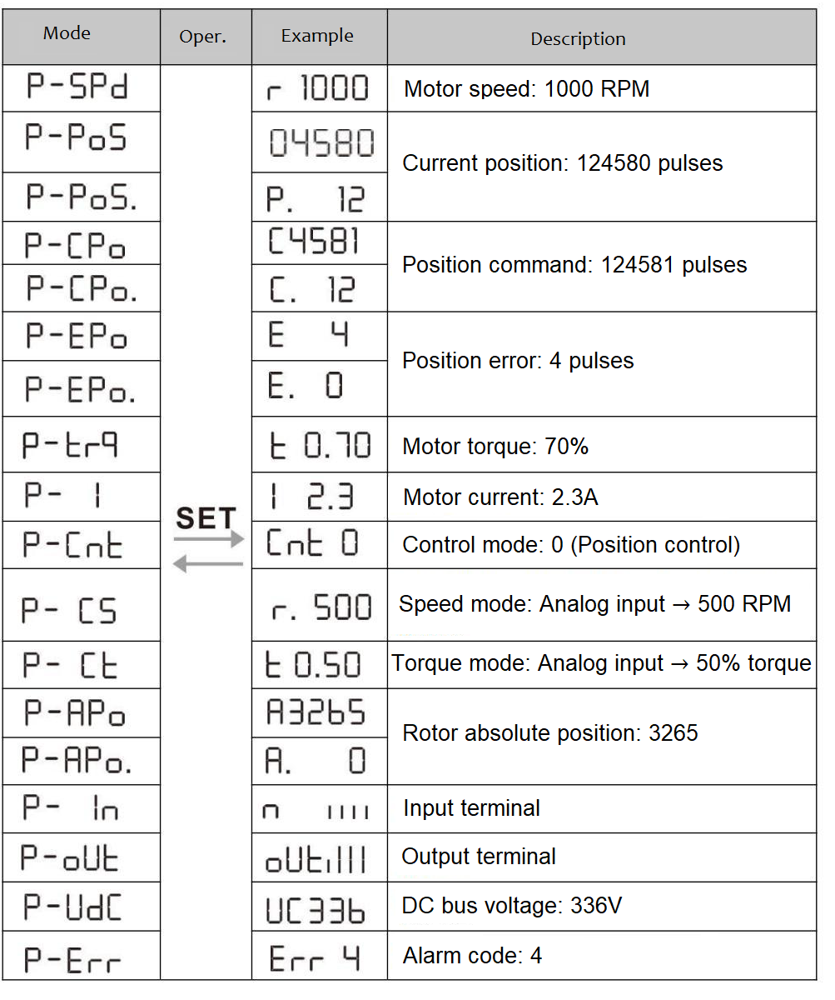 Mode Oper. Example Description
P-SPd r 1000 Motor speed: 1000 RPM
P-PoS 04580
Current position: 124580 pulses
P-PoS. P. 12
P-CPo C4581
Position command: 124581 pulses
P-CPo. C. 12
P-EPo E 4
Position error: 4 pulses
P-EPo. E. 0
P-trq t 0.70 Motor torque: 70%
P- I I 2.3 Motor current: 2.3A
SET
P-Cnt Cnt 0 Control mode: 0 (Position control)
P- CS r. 500 Speed mode: Analog input → 500 RPM
P- Ct t 0.50 Torque mode: Analog input → 50% torque
P-APo A3265
Rotor absolute position: 3265
P-APo. A. 0
P- In n ıııı Input terminal
P-oUt oUtıııı Output terminal
P-UdC UC336 DC bus voltage: 336V
P-Err Err 4 Alarm code: 4